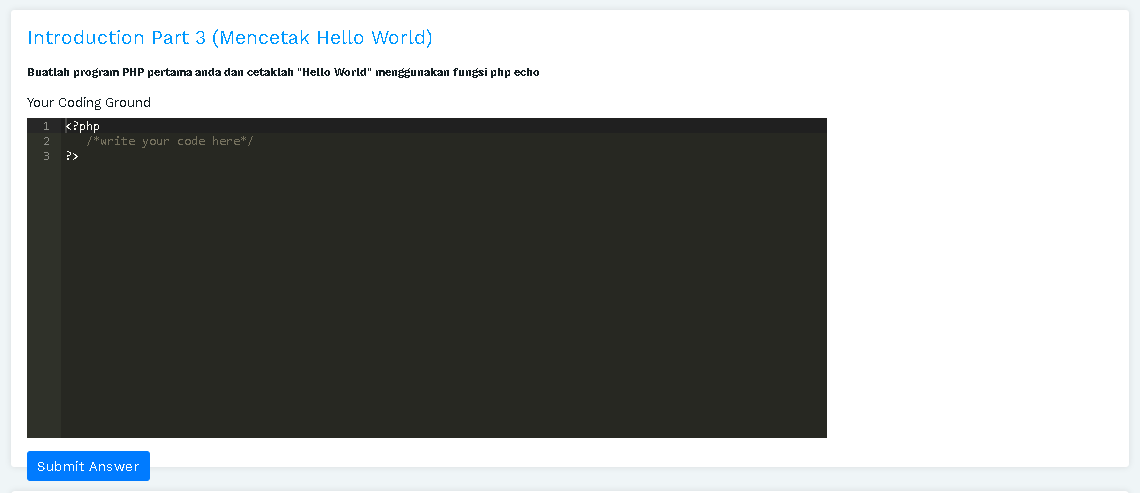 Introduction Part 3 (Mencetak Hello World)
Buatlah program PHP pertama anda dan cetaklah "Hello World" menggunakan fungsi php echo
Your Coding Ground
1 <?php
2 /*write your code here*/
3 ?>
Submit Answer